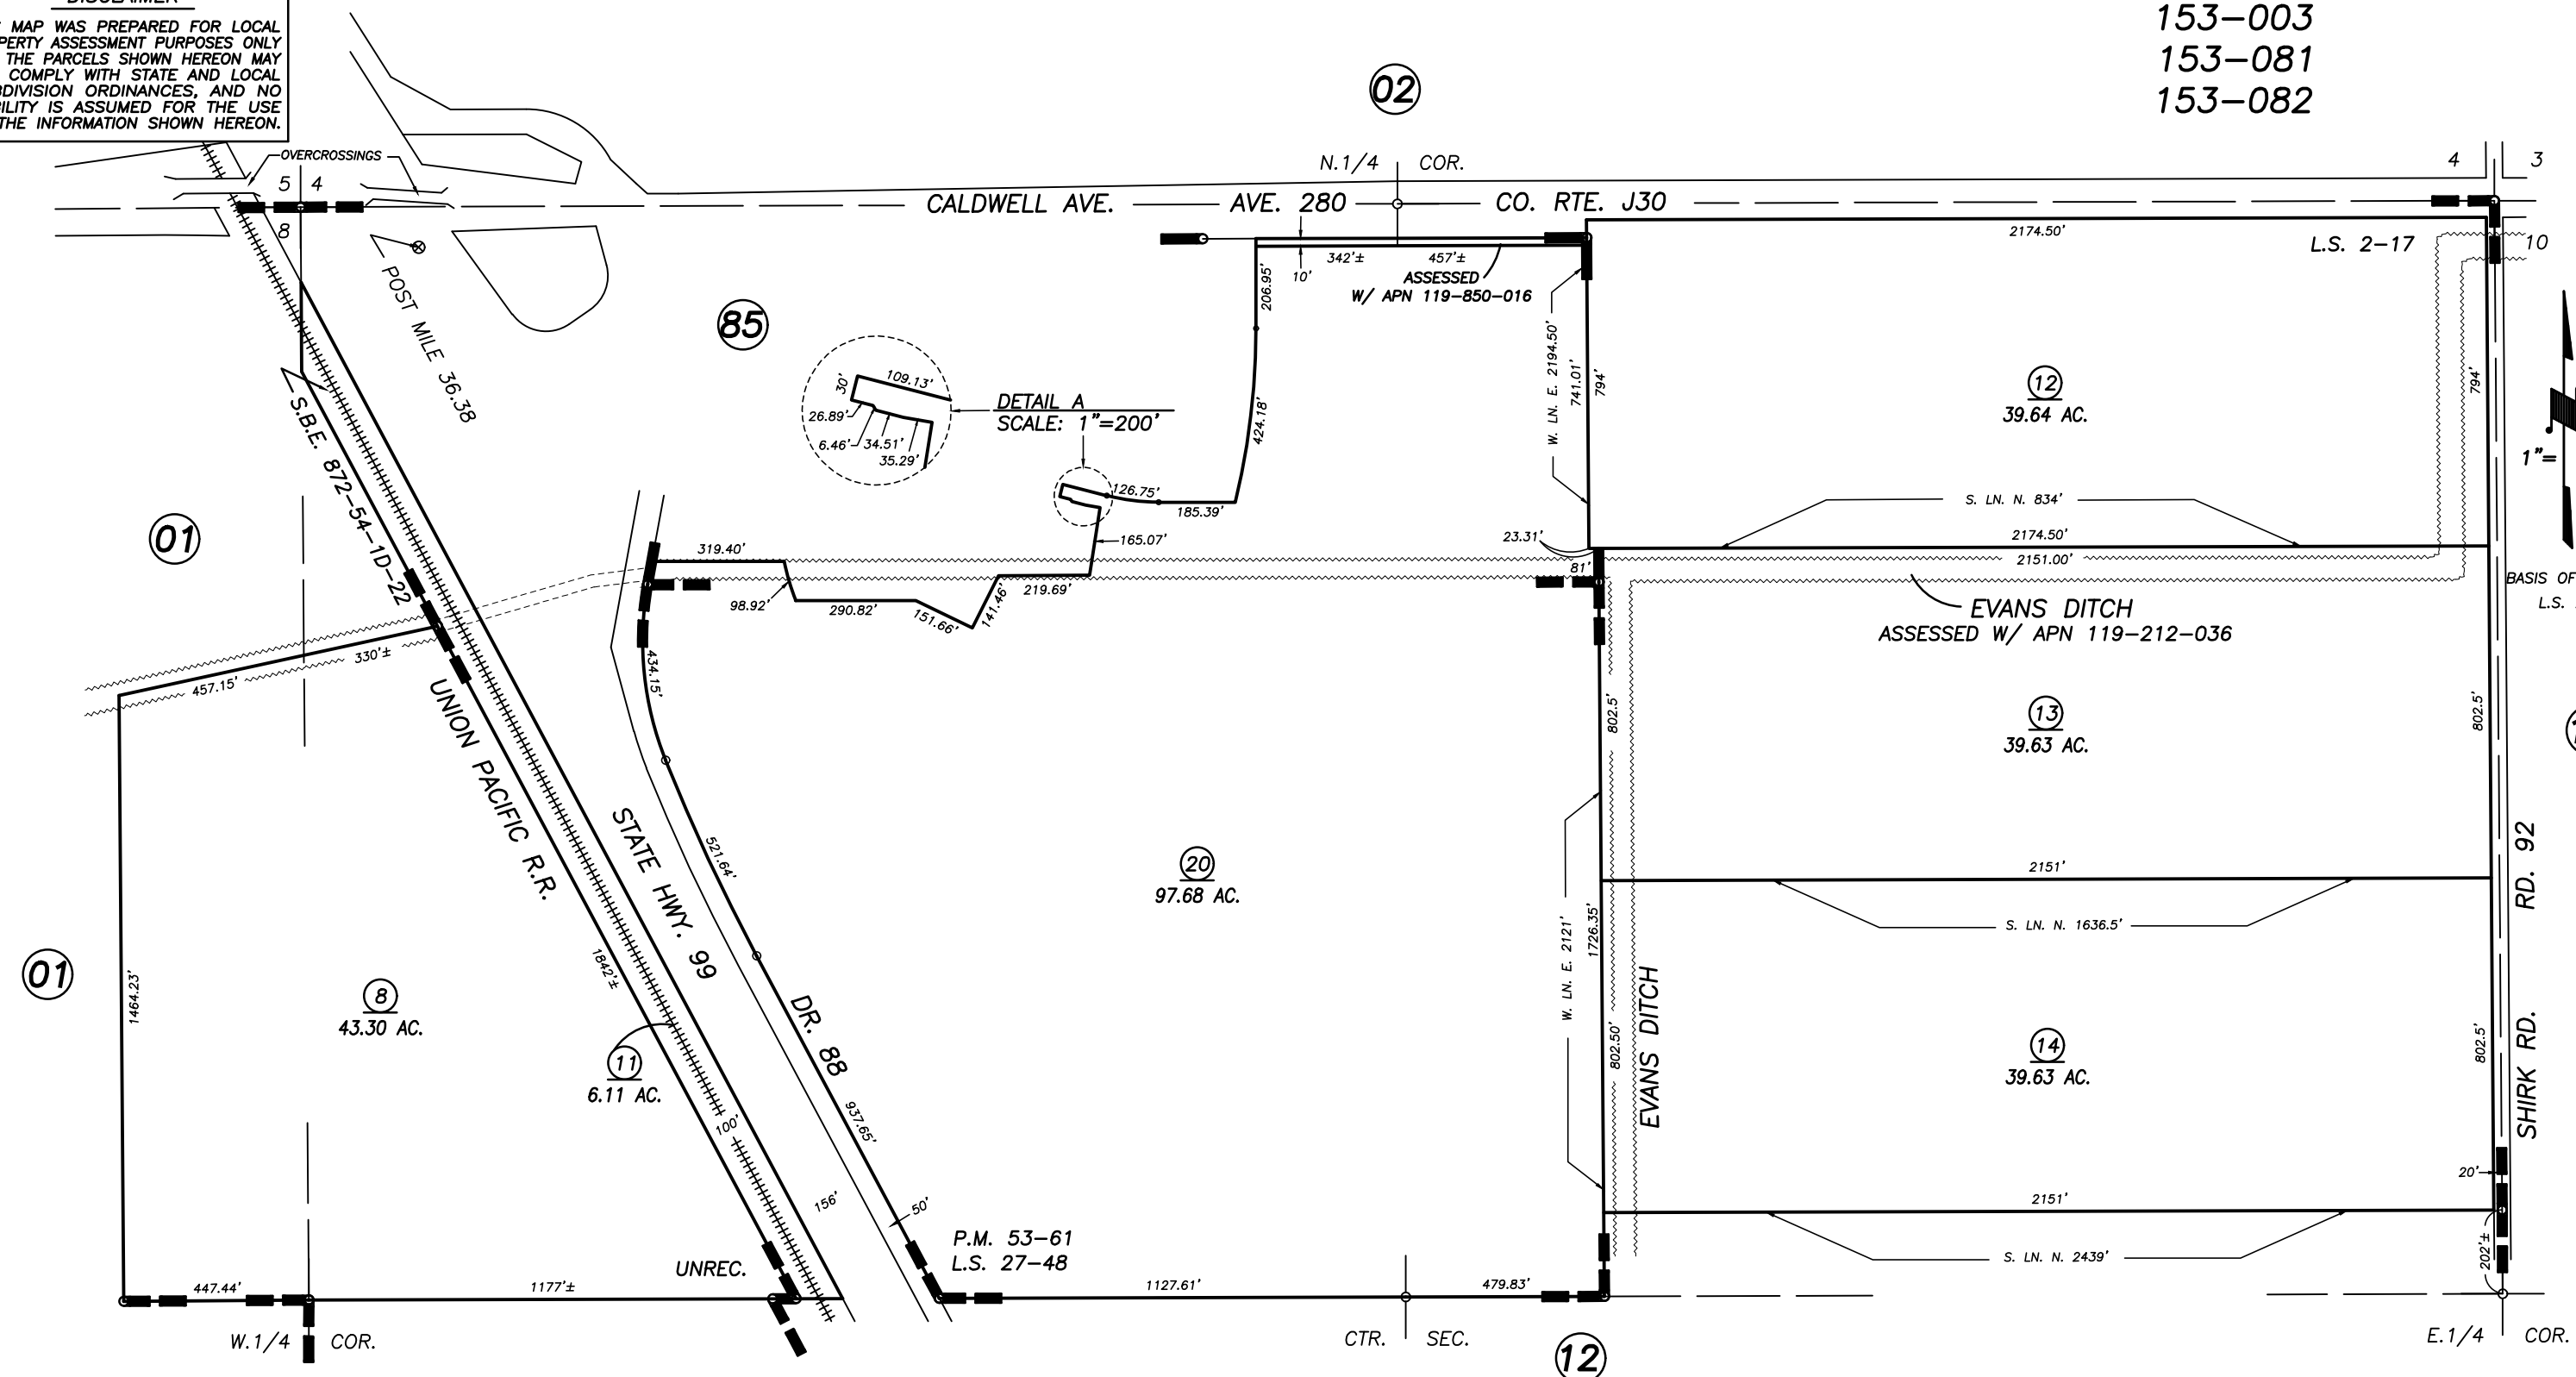 DISCLAIMER
MAP WAS PREPARED FOR LOCAL
PERTY ASSESSMENT PURPOSES ONLY
THE PARCELS SHOWN HEREON MAY
COMPLY WITH STATE AND LOCAL
BDIVISION ORDINANCES, AND NO
BILITY IS ASSUMED FOR THE USE
THE INFORMATION SHOWN HEREON.
153-003
153-081
153-082
02
OVERCROSSINGS
5 4
8
N.1/4 COR.
4 3
10
CALDWELL AVE. AVE. 280 CO. RTE. J30
2174.50'
L.S. 2-17
342'± 457'±
10'
ASSESSED
W/ APN 119-850-016
206.95'
POST MILE 36.38
85
W. LN. E. 2194.50'
741.01'
794'
12
39.64 AC.
794'
109.13'
30'
26.89'
6.46'
34.51'
35.29'
DETAIL A
SCALE: 1"=200'
424.18'
1"=
S.B.E. 872-54-1D-22
01
126.75'
185.39'
165.07'
S. LN. N. 834'
2174.50'
23.31'
2151.00'
81'
319.40'
98.92'
290.82'
151.66'
141.46'
219.69'
EVANS DITCH
ASSESSED W/ APN 119-212-036
BASIS OF
L.S.
457.15'
330'±
434.15'
UNION PACIFIC R.R.
802.5'
13
39.63 AC.
802.5'
STATE HWY. 99
521.64'
20
97.68 AC.
2151'
S. LN. N. 1636.5'
RD. 92
01
1464.23'
8
43.30 AC.
1842'±
11
6.11 AC.
DR. 88
937.65'
W. LN. E. 2121'
1726.35'
802.50'
EVANS DITCH
14
39.63 AC.
802.5'
SHIRK RD.
100'
156'
50'
20'
2151'
202'±
S. LN. N. 2439'
P.M. 53-61
L.S. 27-48
UNREC.
447.44'
1177'±
1127.61'
479.83'
W.1/4 COR.
CTR. SEC.
12
E.1/4 COR.